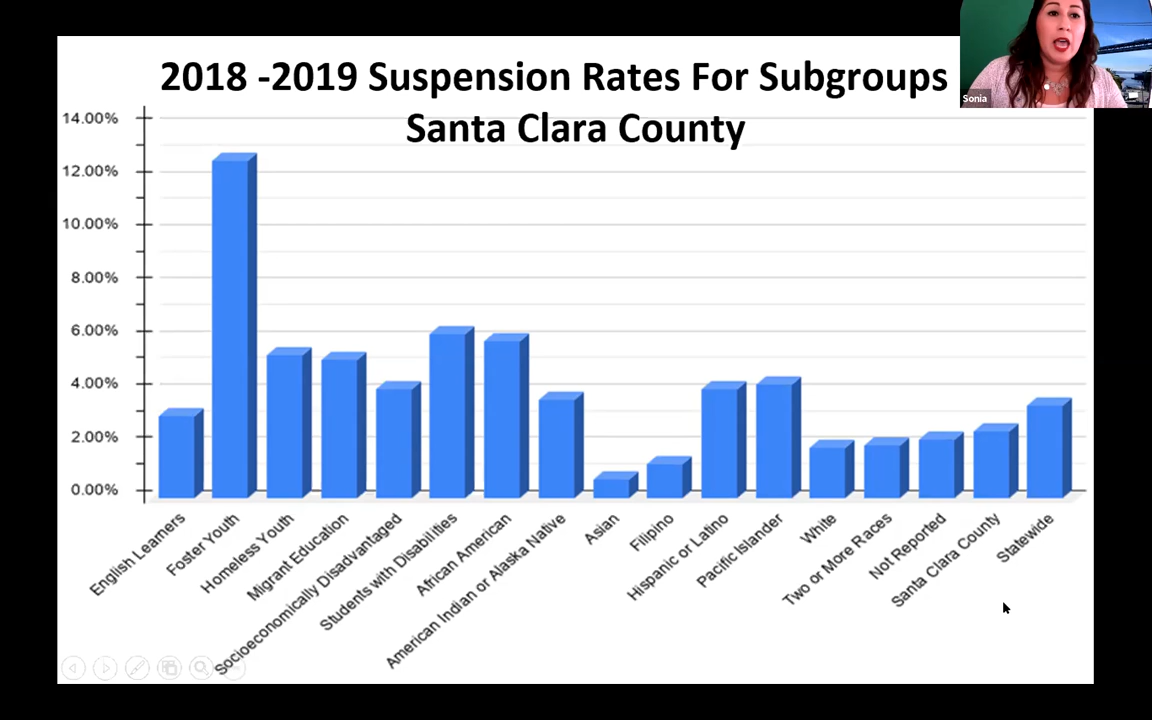 2018 -2019 Suspension Rates For Subgroups
Santa Clara County
Sonia
14.00%
12.00%
10.00%
8.00%
6.00%
4.00%
2.00%
0.00%
English Learners
Foster Youth
Homeless Youth
Migrant Education
Socioeconomically Disadvantaged
Students with Disabilities
African American
American Indian or Alaska Native
Asian
Filipino
Hispanic or Latino
Pacific Islander
White
Two or More Races
Not Reported
Santa Clara County
Statewide